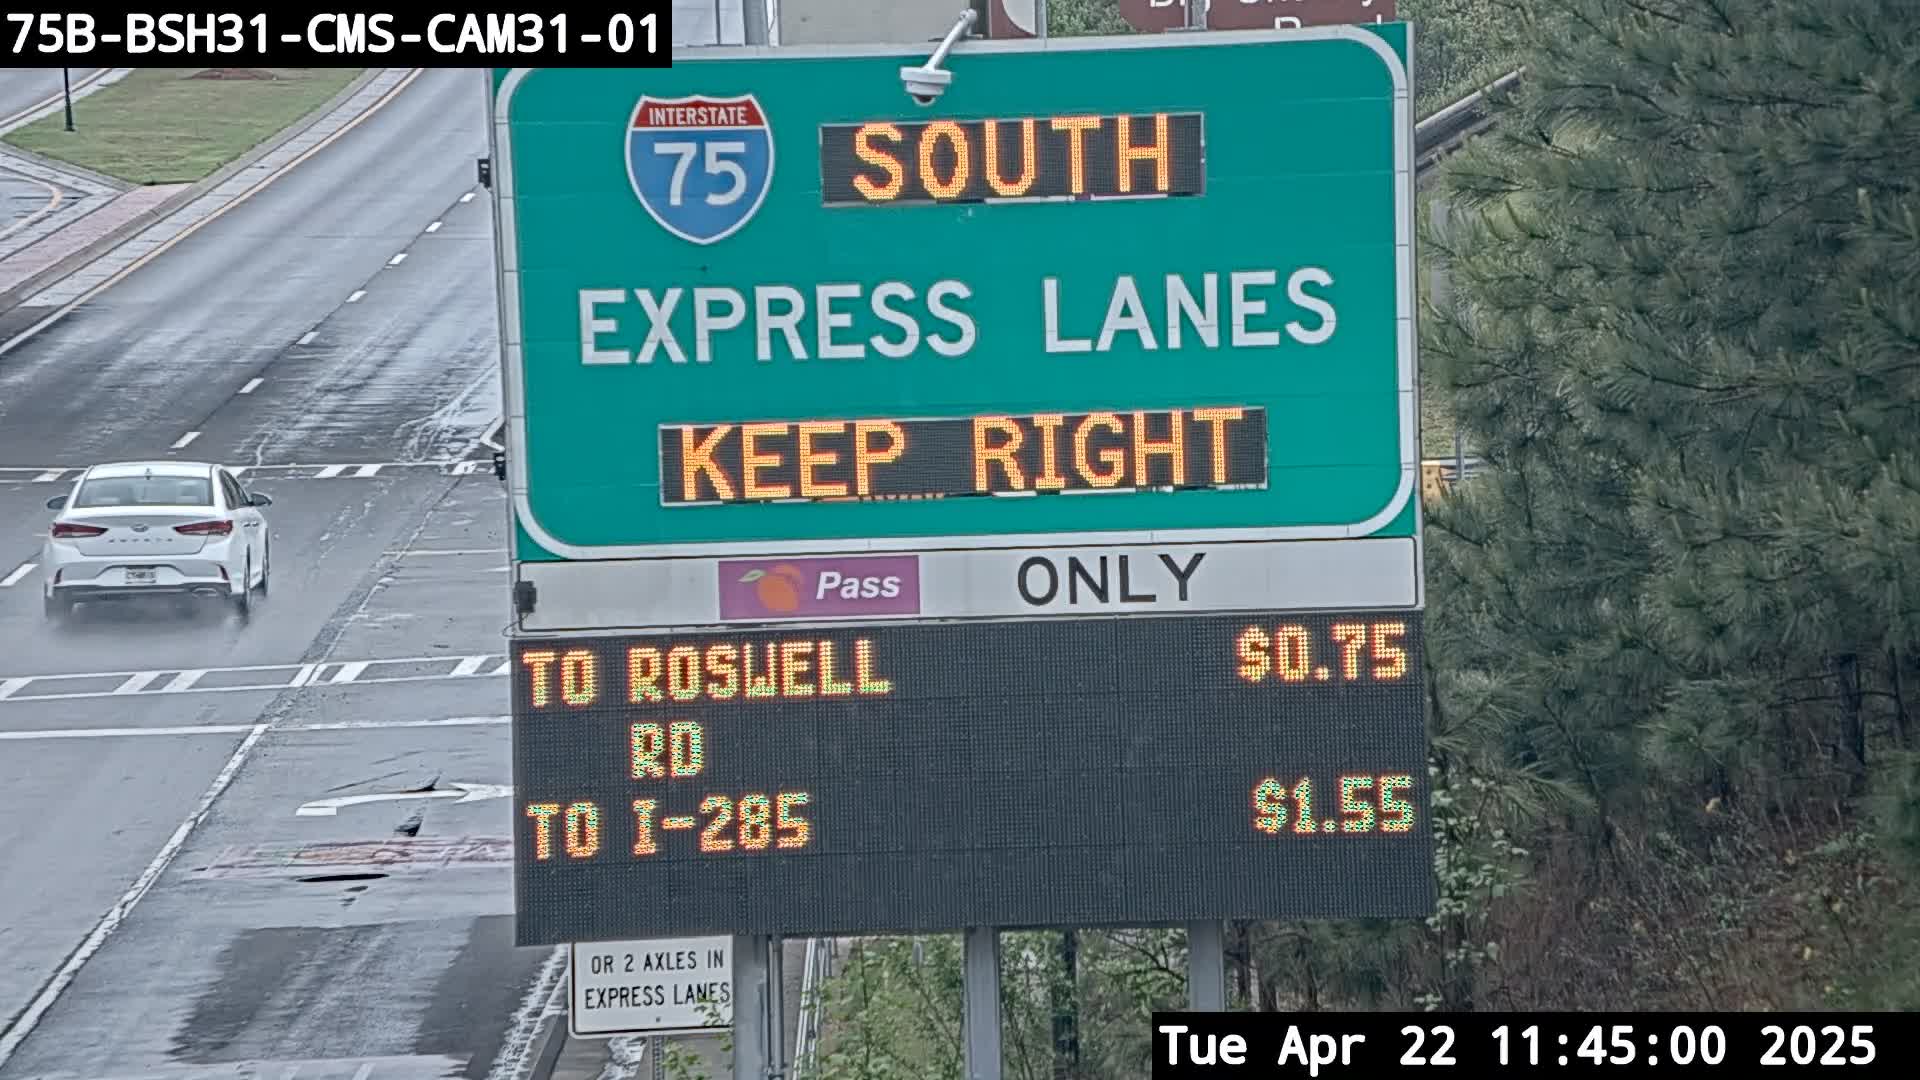 75B-BSH31-CMS-CAM31-01
INTERSTATE
75
SOUTH
EXPRESS LANES
KEEP RIGHT
Pass ONLY
TO ROSWELL $0.75
RD
TO I-285 $1.55
OR 2 AXLES IN
EXPRESS LANES
Tue Apr 22 11:45:00 2025